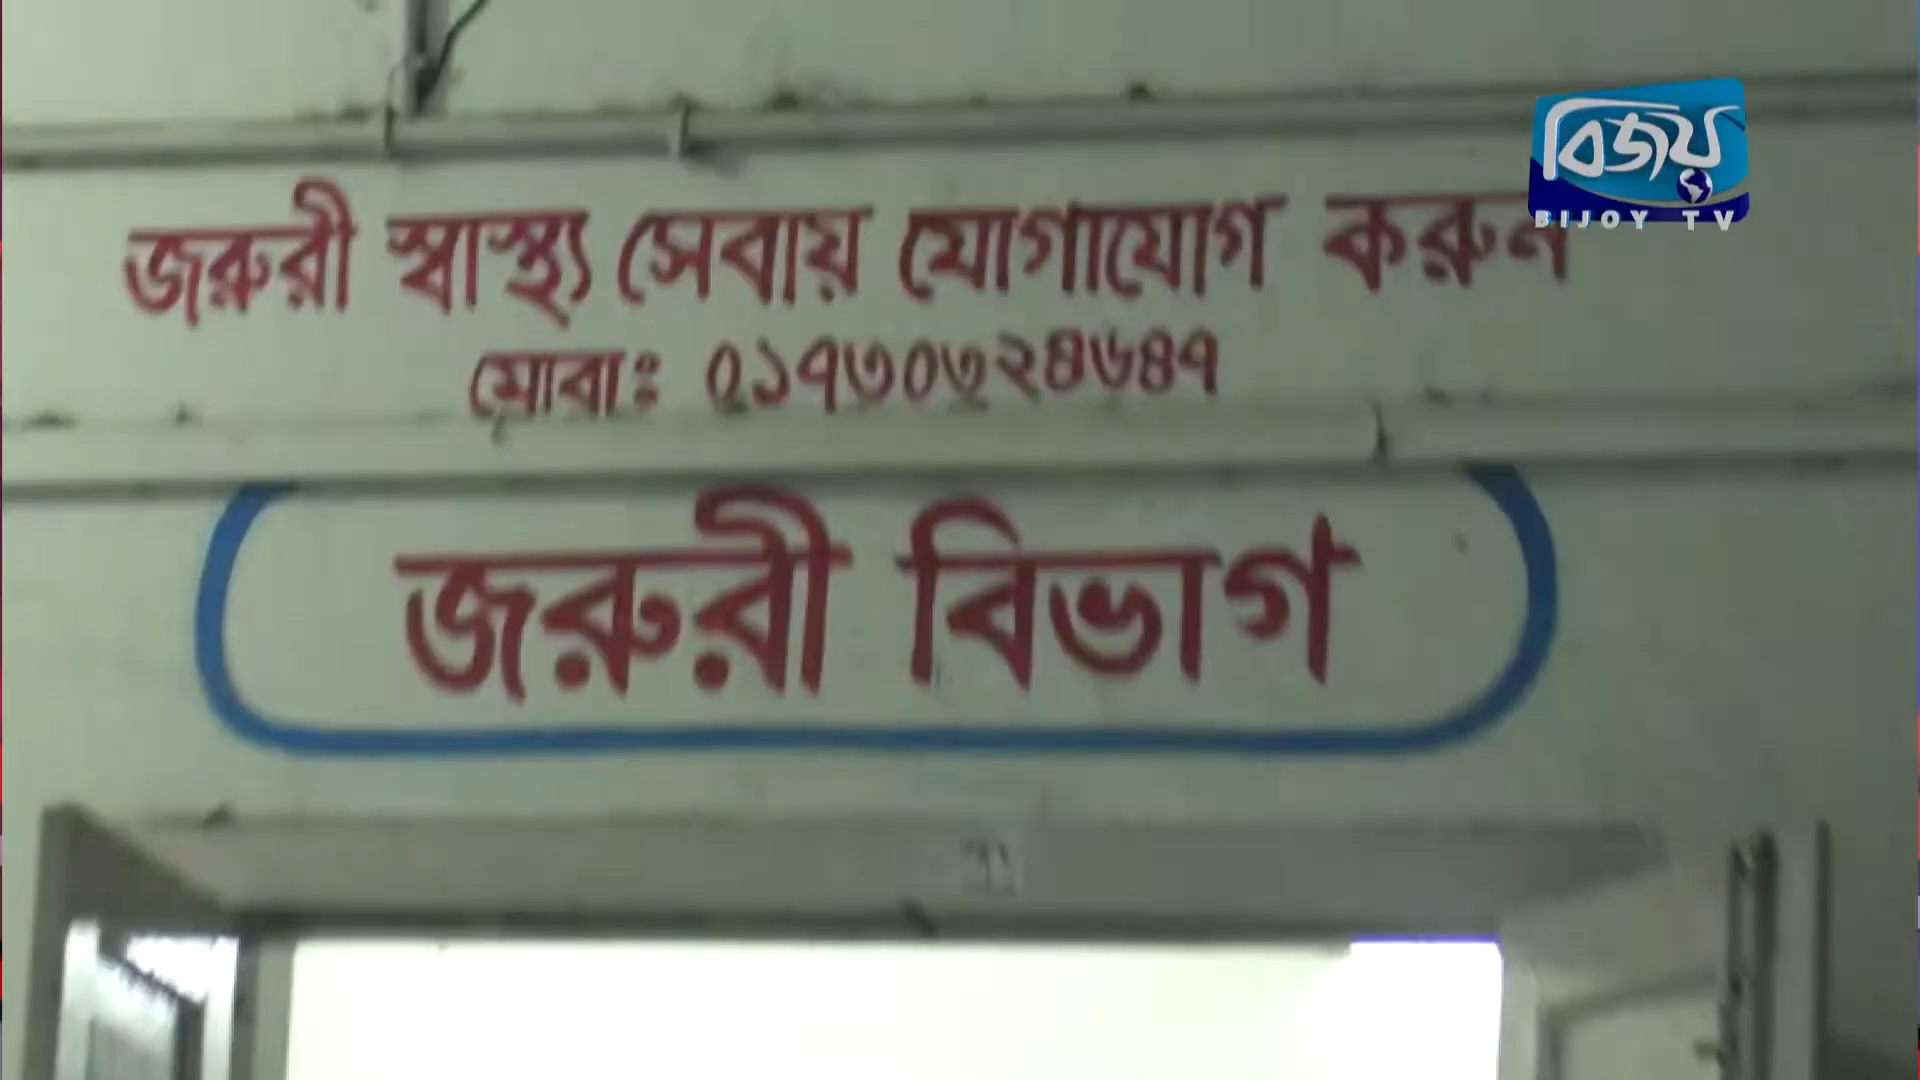 বিজয়
BIJOY TV
জরুরী স্বাস্থ্য সেবায় যোগাযোগ করুন
মোবাঃ ০১৭৩০৩২৪৬৪৭
জরুরী বিভাগ